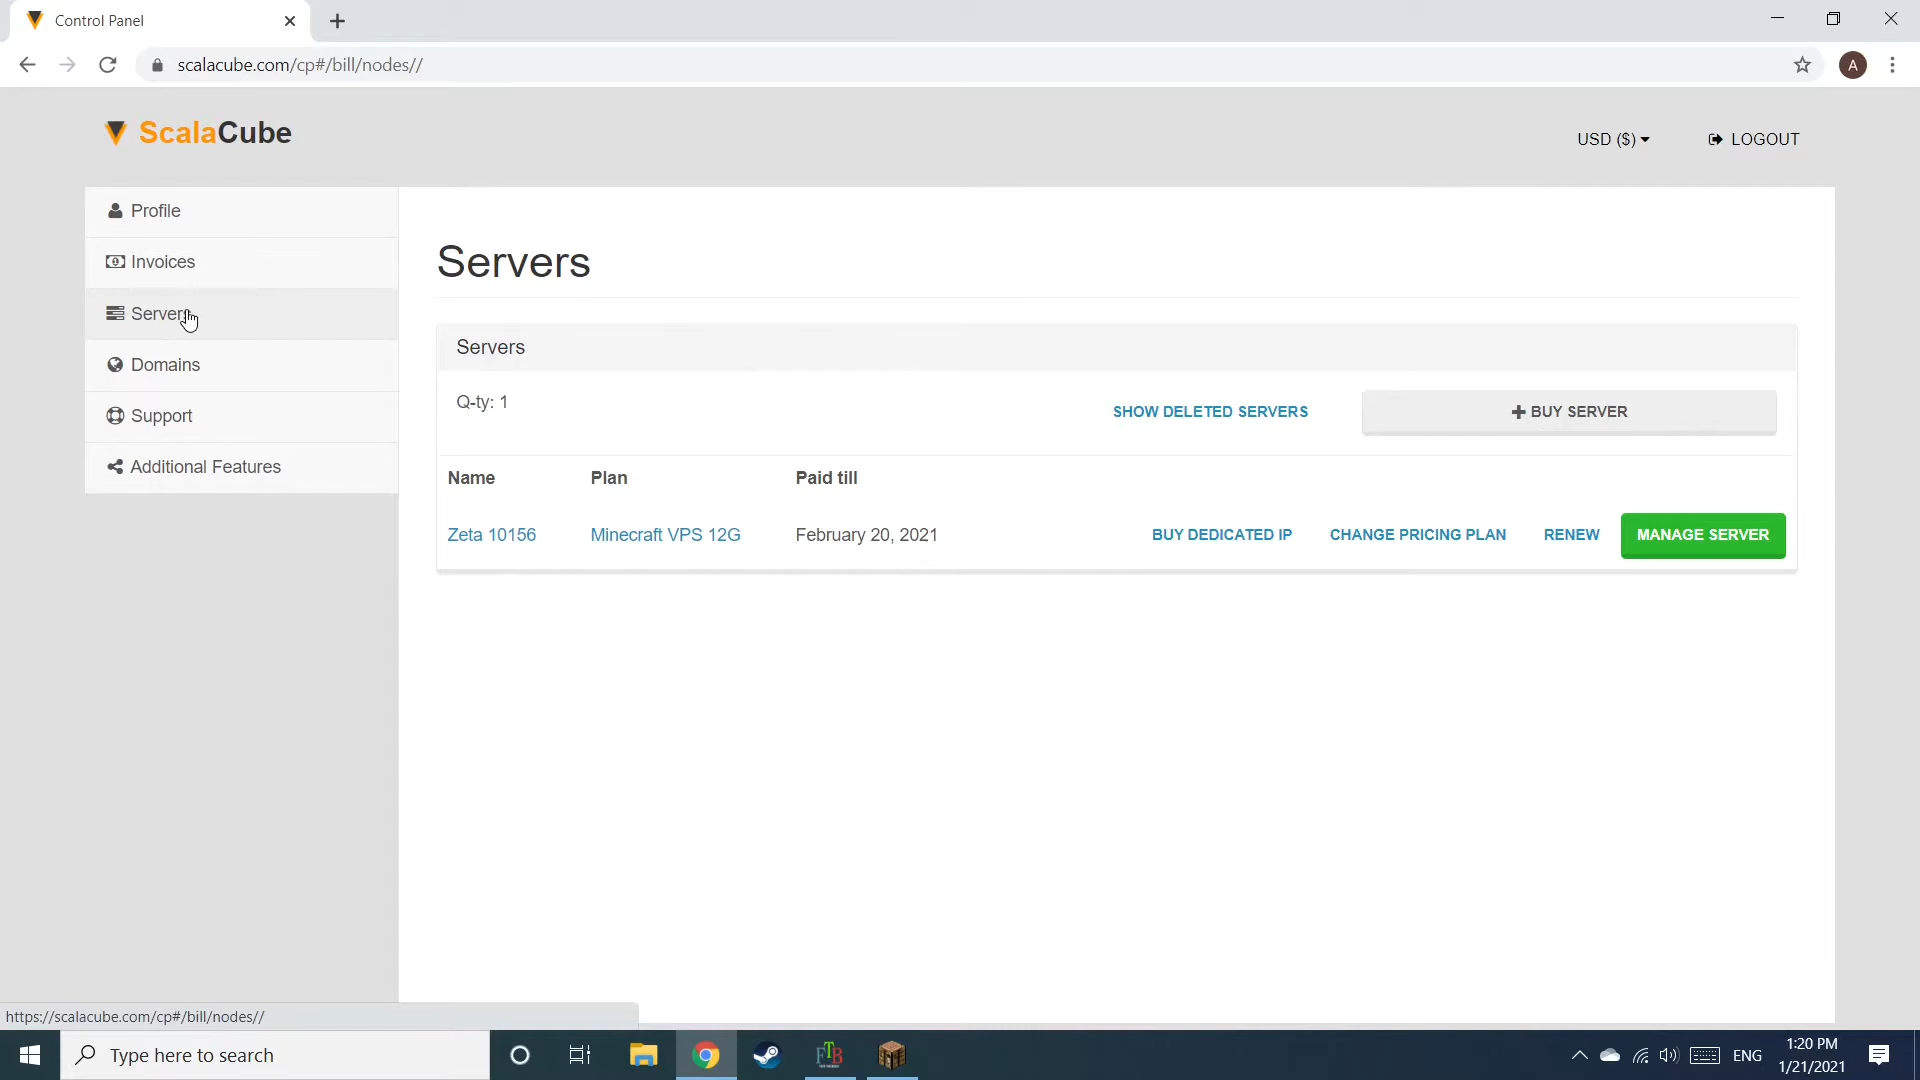 Control Panel
scalacube.com/cp#/bill/nodes//
A
ScalaCube
USD ($)
LOGOUT
Profile
Invoices
Servers
Domains
Support
Additional Features
Servers
Servers
Q-ty: 1
SHOW DELETED SERVERS
BUY SERVER
Name Plan Paid till
Zeta 10156 Minecraft VPS 12G February 20, 2021 BUY DEDICATED IP CHANGE PRICING PLAN RENEW MANAGE SERVER
https://scalacube.com/cp#/bill/nodes//
Type here to search
FTB
ENG
1:20 PM
1/21/2021